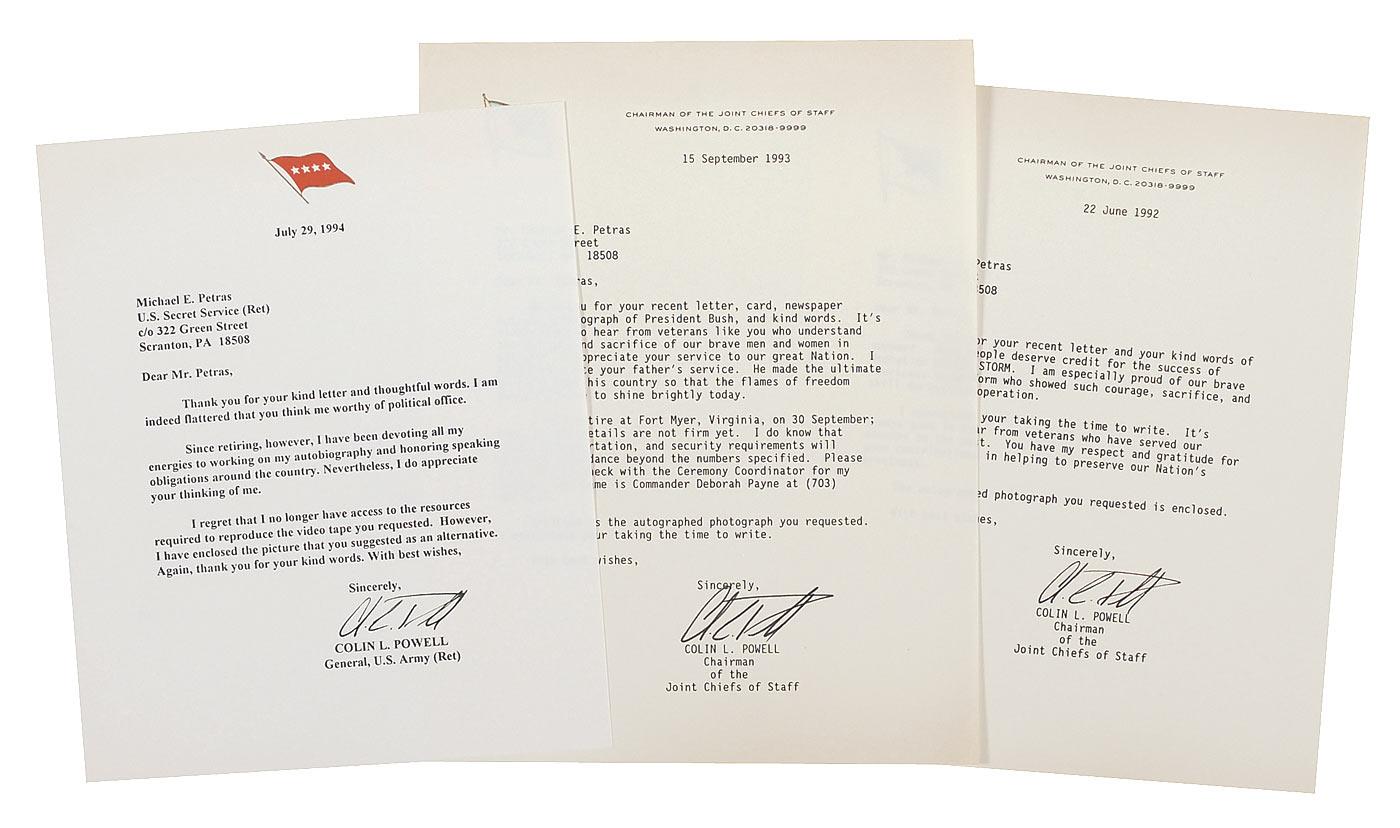 July 29, 1994
Michael E. Petras
U.S. Secret Service (Ret)
c/o 322 Green Street
Scranton, PA 18508
Dear Mr. Petras,
Thank you for your kind letter and thoughtful words. I am
indeed flattered that you think me worthy of political office.
Since retiring, however, I have been devoting all my
energies to working on my autobiography and honoring speaking
obligations around the country. Nevertheless, I do appreciate
your thinking of me.
I regret that I no longer have access to the resources
required to reproduce the video tape you requested. However,
I have enclosed the picture that you suggested as an alternative.
Again, thank you for your kind words. With best wishes,
Sincerely,
COLIN L. POWELL
General, U.S. Army (Ret)
CHAIRMAN OF THE JOINT CHIEFS OF STAFF
WASHINGTON, D. C. 20318-9999
15 September 1993
E. Petras
reet
18508
ras,
u for your recent letter, card, newspaper
ograph of President Bush, and kind words. It's
o hear from veterans like you who understand
nd sacrifice of our brave men and women in
preciate your service to our great Nation. I
e your father's service. He made the ultimate
his country so that the flames of freedom
to shine brightly today.
tire at Fort Myer, Virginia, on 30 September;
etails are not firm yet. I do know that
rtation, and security requirements will
dance beyond the numbers specified. Please
eck with the Ceremony Coordinator for my
me is Commander Deborah Payne at (703)
s the autographed photograph you requested.
ur taking the time to write.
wishes,
Sincerely,
COLIN L. POWELL
Chairman
of the
Joint Chiefs of Staff
CHAIRMAN OF THE JOINT CHIEFS OF STAFF
WASHINGTON, D. C. 20318-9999
22 June 1992
Petras
508
or your recent letter and your kind words of
ople deserve credit for the success of
STORM. I am especially proud of our brave
orm who showed such courage, sacrifice, and
operation.
your taking the time to write. It's
ar from veterans who have served our
t. You have my respect and gratitude for
in helping to preserve our Nation's
ed photograph you requested is enclosed.
es,
Sincerely,
COLIN L. POWELL
Chairman
of the
Joint Chiefs of Staff